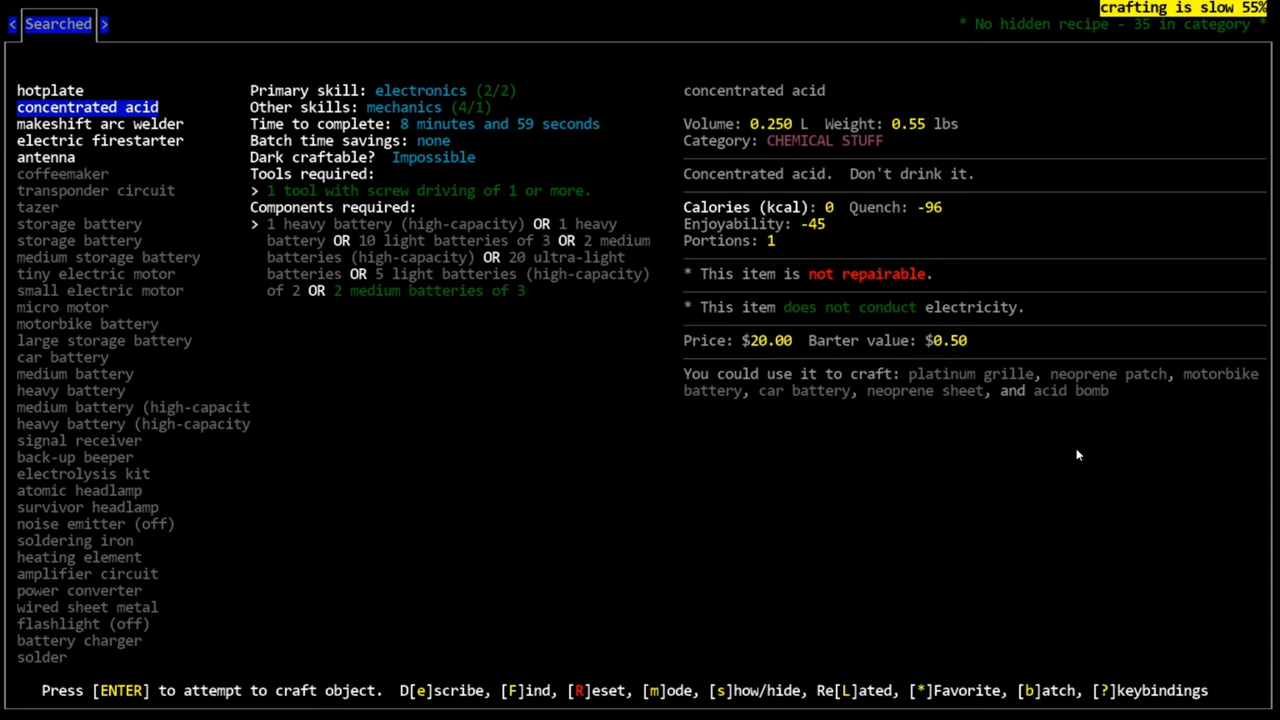 crafting is slow 55%
< Searched >
* No hidden recipe - 35 in category *
hotplate
concentrated acid
makeshift arc welder
electric firestarter
antenna
coffeemaker
transponder circuit
tazer
storage battery
storage battery
medium storage battery
tiny electric motor
small electric motor
micro motor
motorbike battery
large storage battery
car battery
medium battery
heavy battery
medium battery (high-capacit
heavy battery (high-capacity
signal receiver
back-up beeper
electrolysis kit
atomic headlamp
survivor headlamp
noise emitter (off)
soldering iron
heating element
amplifier circuit
power converter
wired sheet metal
flashlight (off)
battery charger
solder
Primary skill: electronics (2/2)
Other skills: mechanics (4/1)
Time to complete: 8 minutes and 59 seconds
Batch time savings: none
Dark craftable? Impossible
Tools required:
> 1 tool with screw driving of 1 or more.
Components required:
> 1 heavy battery (high-capacity) OR 1 heavy
battery OR 10 light batteries of 3 OR 2 medium
batteries (high-capacity) OR 20 ultra-light
batteries OR 5 light batteries (high-capacity)
of 2 OR 2 medium batteries of 3
concentrated acid
Volume: 0.250 L Weight: 0.55 lbs
Category: CHEMICAL STUFF
Concentrated acid. Don't drink it.
Calories (kcal): 0 Quench: -96
Enjoyability: -45
Portions: 1
* This item is not repairable.
* This item does not conduct electricity.
Price: $20.00 Barter value: $0.50
You could use it to craft: platinum grille, neoprene patch, motorbike
battery, car battery, neoprene sheet, and acid bomb
Press [ENTER] to attempt to craft object. D[e]scribe, [F]ind, [R]eset, [m]ode, [s]how/hide, Re[L]ated, [*]Favorite, [b]atch, [?]keybindings